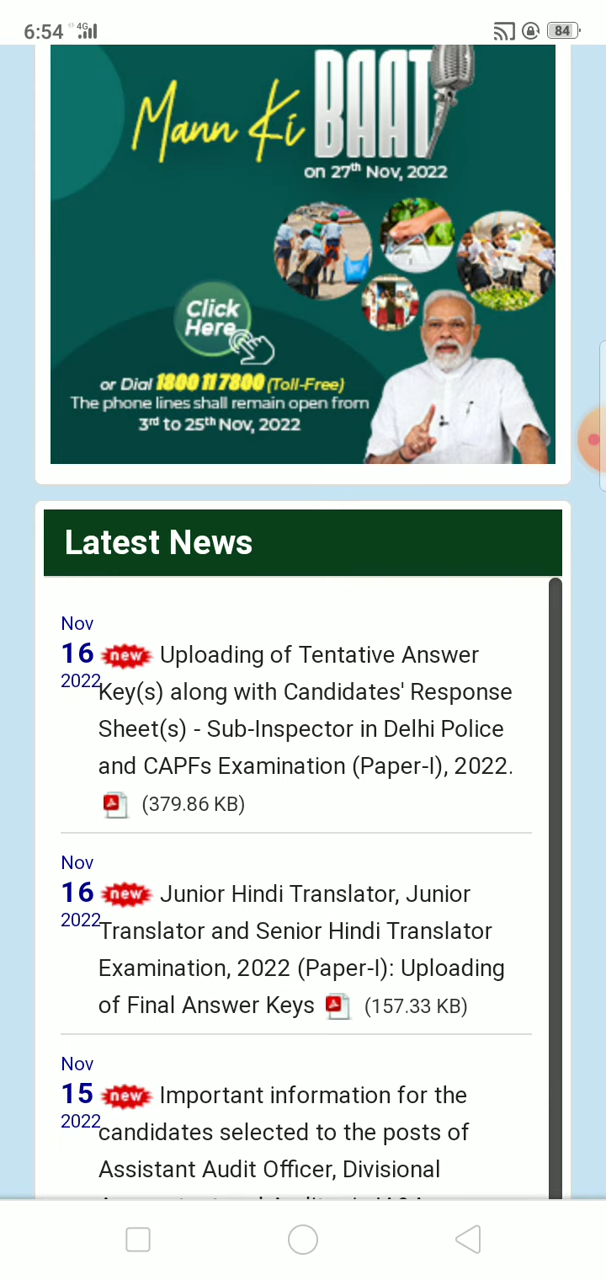 6:54 4G 84
Mann Ki BAAT
on 27th Nov, 2022
Click
Here
or Dial 1800 11 7800 (Toll-Free)
The phone lines shall remain open from
3rd to 25th Nov, 2022
Latest News
Nov
16 new Uploading of Tentative Answer
2022 Key(s) along with Candidates' Response
Sheet(s) - Sub-Inspector in Delhi Police
and CAPFs Examination (Paper-I), 2022.
(379.86 KB)
Nov
16 new Junior Hindi Translator, Junior
2022 Translator and Senior Hindi Translator
Examination, 2022 (Paper-I): Uploading
of Final Answer Keys (157.33 KB)
Nov
15 new Important information for the
2022 candidates selected to the posts of
Assistant Audit Officer, Divisional